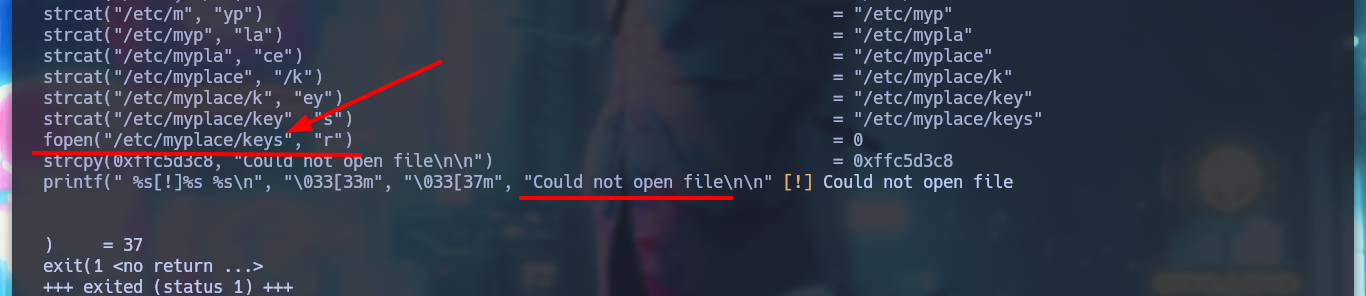 strcat("/etc/m", "yp") = "/etc/myp"
strcat("/etc/myp", "la") = "/etc/mypla"
strcat("/etc/mypla", "ce") = "/etc/myplace"
strcat("/etc/myplace", "/k") = "/etc/myplace/k"
strcat("/etc/myplace/k", "ey") = "/etc/myplace/key"
strcat("/etc/myplace/key", "s") = "/etc/myplace/keys"
fopen("/etc/myplace/keys", "r") = 0
strcpy(0xffc5d3c8, "Could not open file\n\n") = 0xffc5d3c8
printf(" %s[!]%s %s\n", "\033[33m", "\033[37m", "Could not open file\n\n" [!] Could not open file
) = 37
exit(1 <no return ...>
+++ exited (status 1) +++